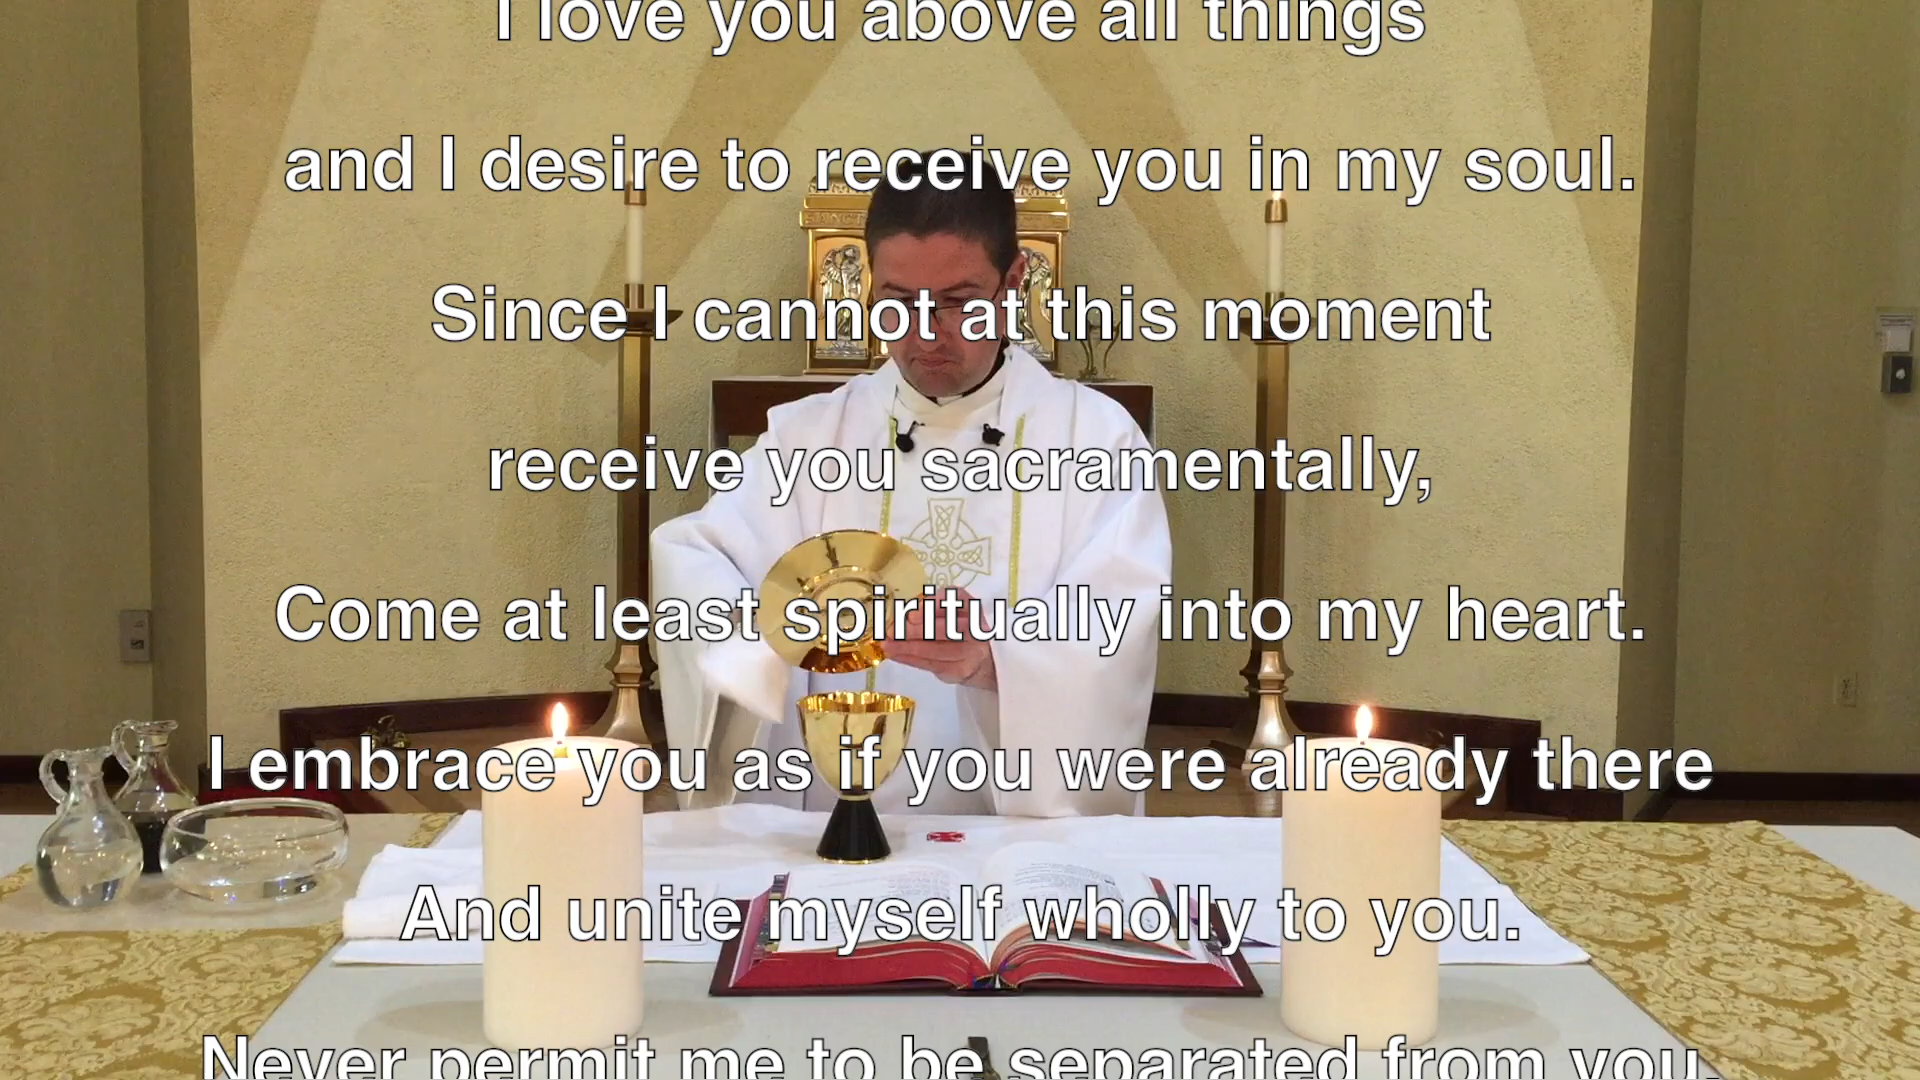 I love you above all things
and I desire to receive you in my soul.
Since I cannot at this moment
receive you sacramentally,
Come at least spiritually into my heart.
I embrace you as if you were already there
And unite myself wholly to you.
Never permit me to be separated from you.